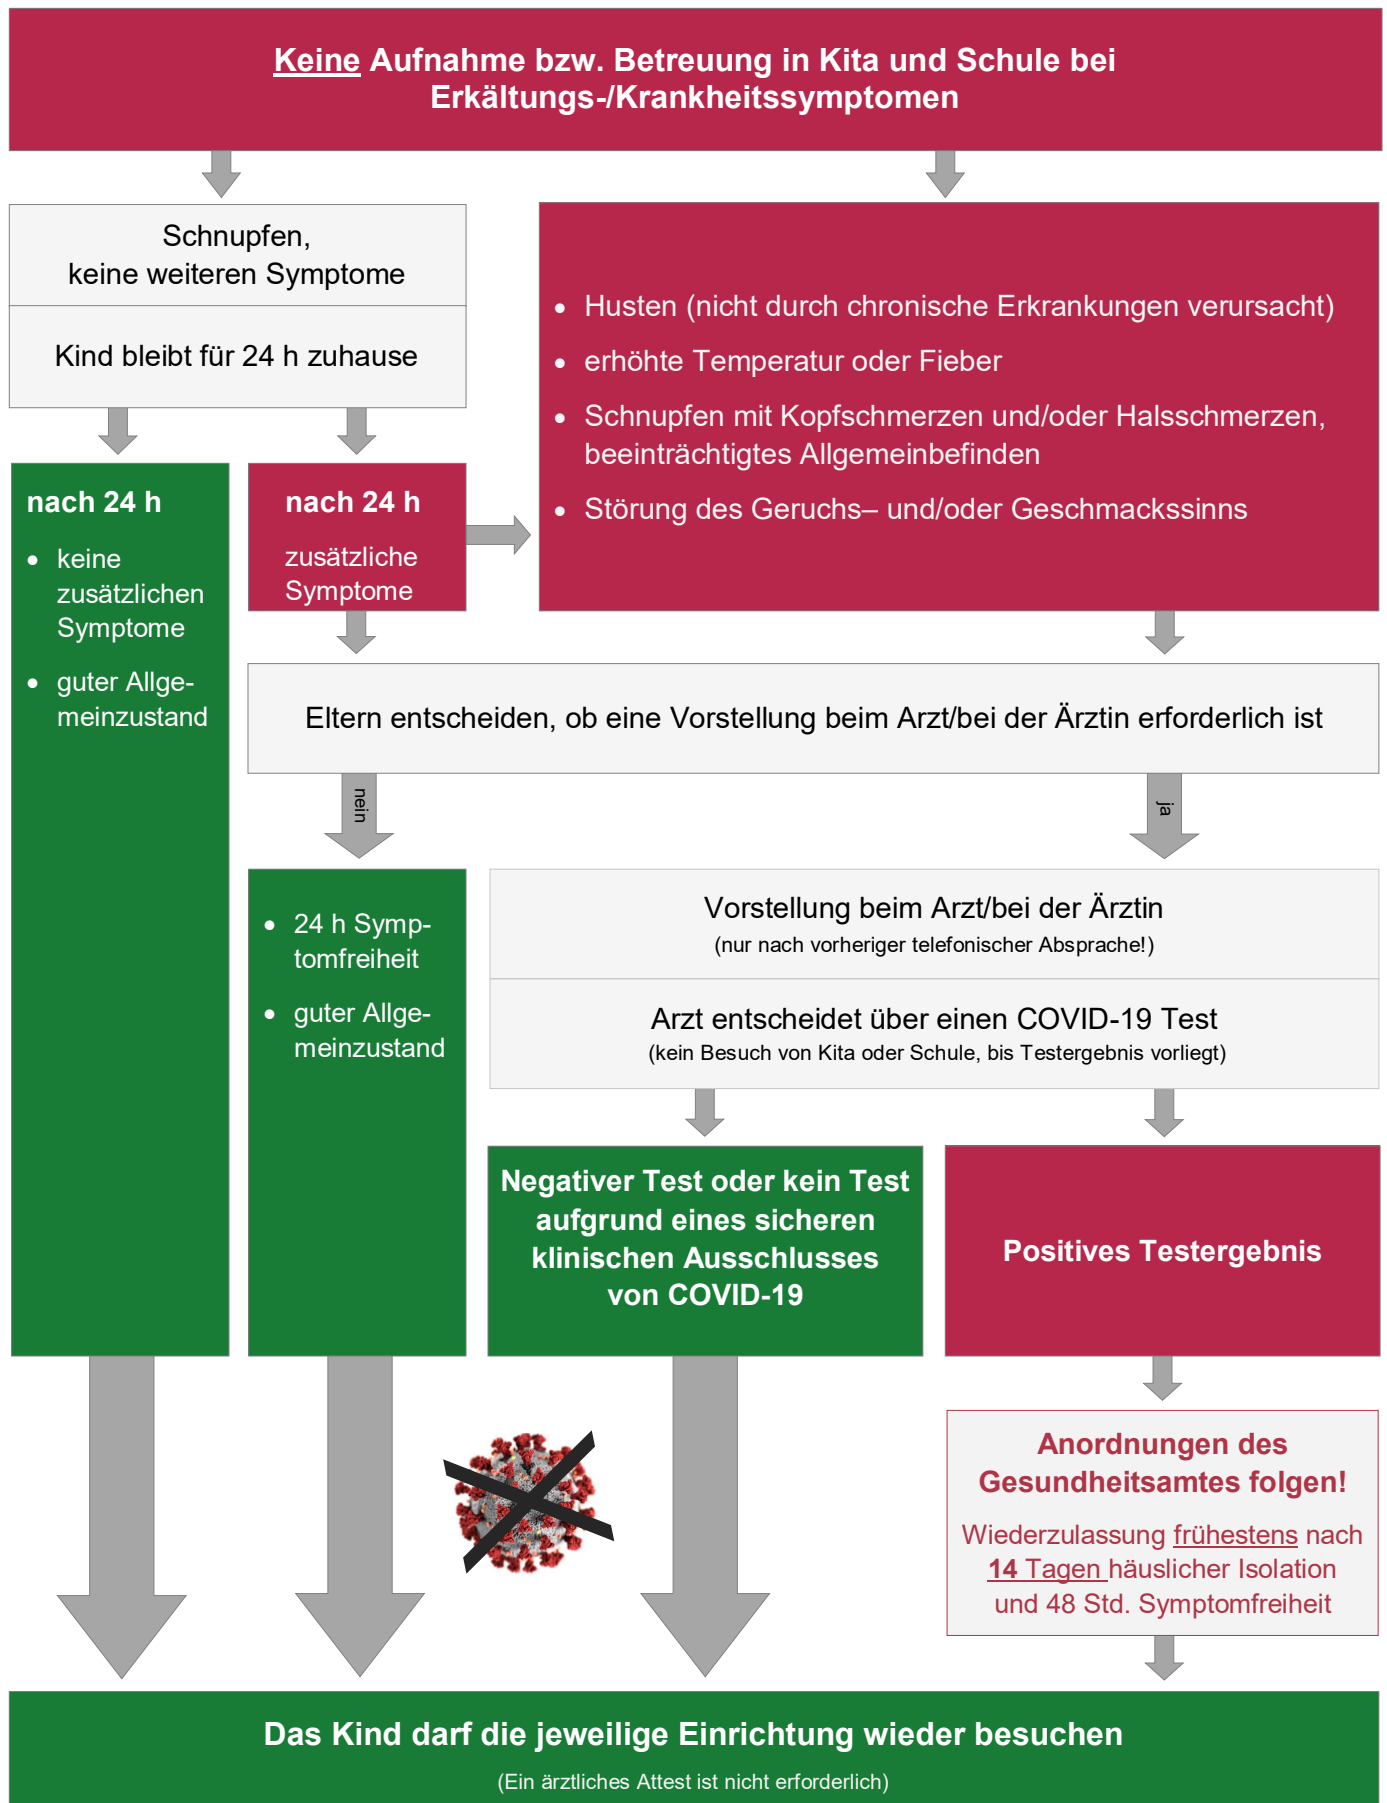 Keine Aufnahme bzw. Betreuung in Kita und Schule bei
Erkältungs-/Krankheitssymptomen
Schnupfen,
keine weiteren Symptome
Kind bleibt für 24 h zuhause
• Husten (nicht durch chronische Erkrankungen verursacht)
• erhöhte Temperatur oder Fieber
• Schnupfen mit Kopfschmerzen und/oder Halsschmerzen,
beeinträchtigtes Allgemeinbefinden
• Störung des Geruchs– und/oder Geschmackssinns
nach 24 h
• keine
zusätzlichen
Symptome
• guter Allge-
meinzustand
nach 24 h
zusätzliche
Symptome
Eltern entscheiden, ob eine Vorstellung beim Arzt/bei der Ärztin erforderlich ist
nein
ja
• 24 h Symp-
tomfreiheit
• guter Allge-
meinzustand
Vorstellung beim Arzt/bei der Ärztin
(nur nach vorheriger telefonischer Absprache!)
Arzt entscheidet über einen COVID-19 Test
(kein Besuch von Kita oder Schule, bis Testergebnis vorliegt)
Negativer Test oder kein Test
aufgrund eines sicheren
klinischen Ausschlusses
von COVID-19
Positives Testergebnis
Anordnungen des
Gesundheitsamtes folgen!
Wiederzulassung frühestens nach
14 Tagen häuslicher Isolation
und 48 Std. Symptomfreiheit
Das Kind darf die jeweilige Einrichtung wieder besuchen
(Ein ärztliches Attest ist nicht erforderlich)